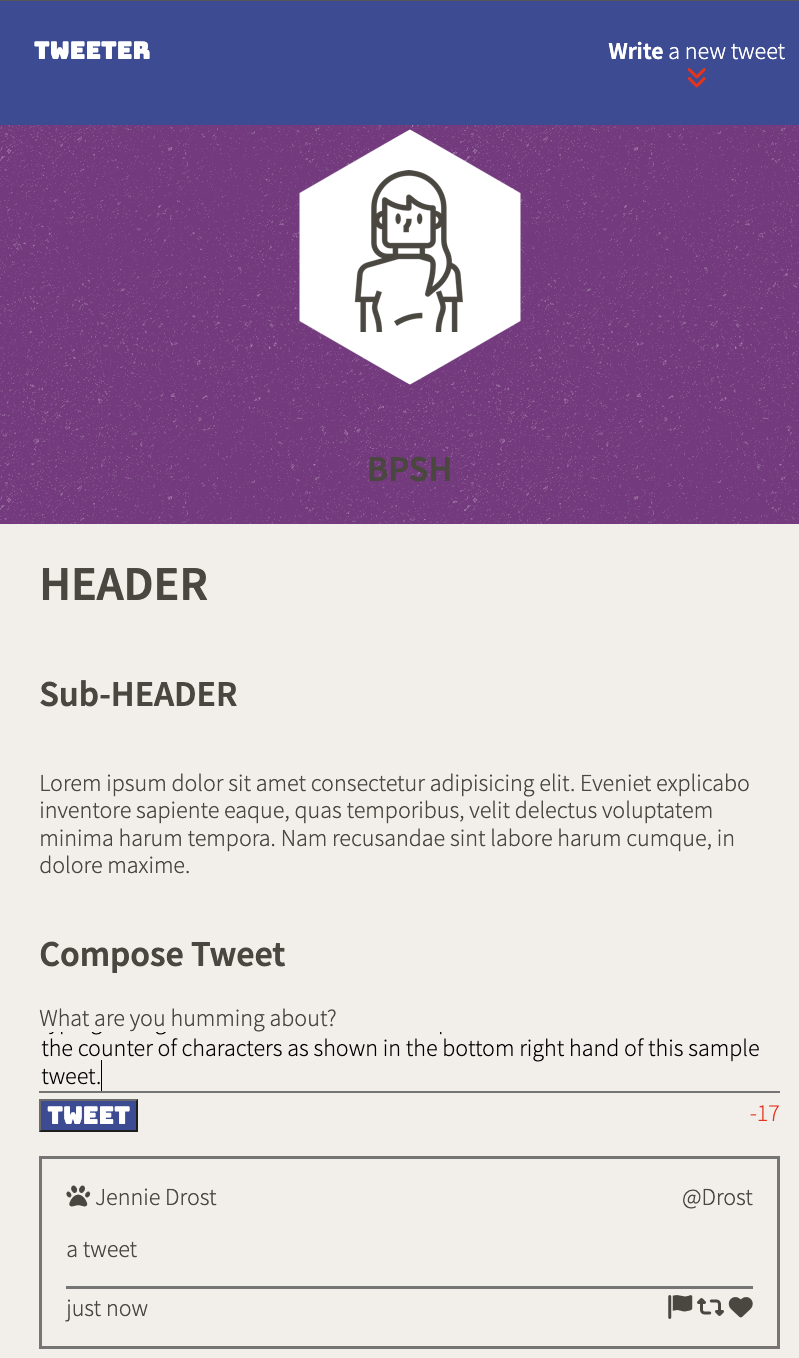 TWEETER
Write a new tweet
BPSH
HEADER
Sub-HEADER
Lorem ipsum dolor sit amet consectetur adipisicing elit. Eveniet explicabo
inventore sapiente eaque, quas temporibus, velit delectus voluptatem
minima harum tempora. Nam recusandae sint labore harum cumque, in
dolore maxime.
Compose Tweet
What are you humming about?
the counter of characters as shown in the bottom right hand of this sample
tweet.
TWEET
-17
Jennie Drost
@Drost
a tweet
just now